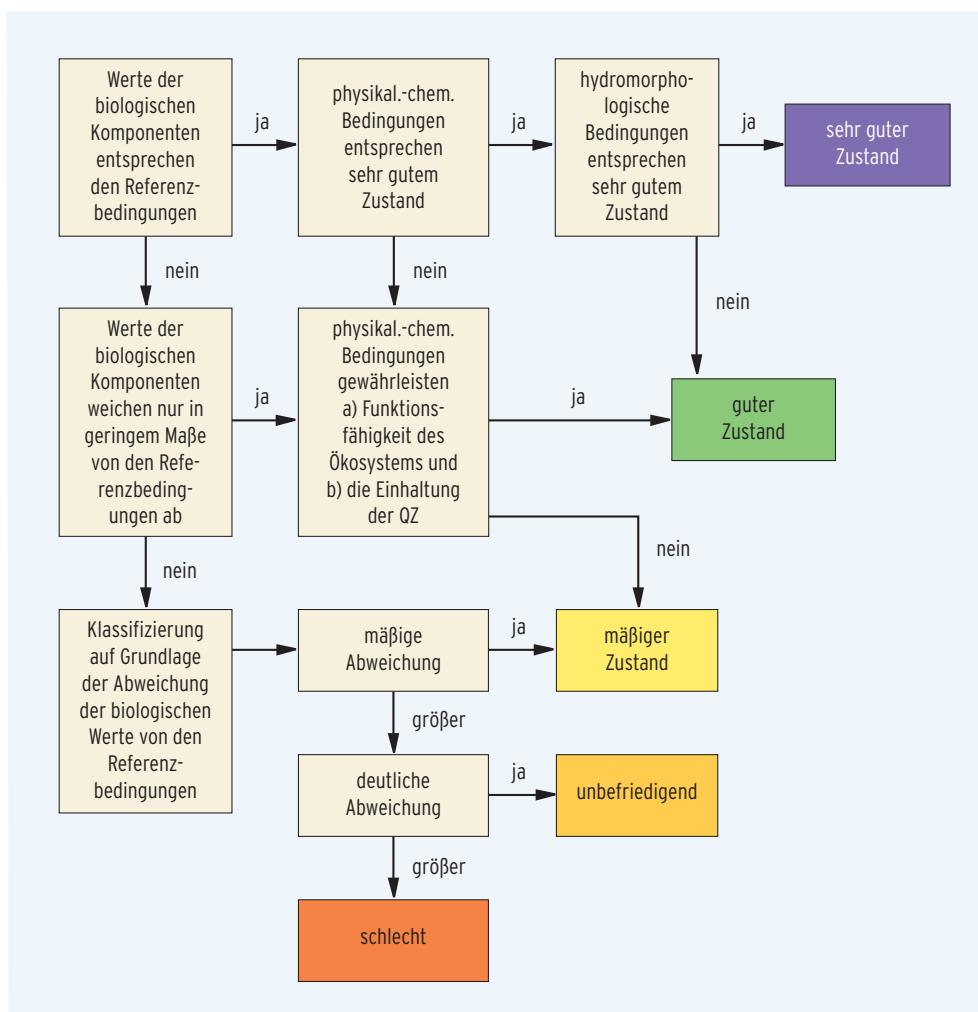 Werte der
biologischen
Komponenten
entsprechen
den Referenz-
bedingungen
ja
physikal.-chem.
Bedingungen
entsprechen
sehr gutem
Zustand
ja
hydromorpho-
logische
Bedingungen
entsprechen
sehr gutem
Zustand
ja
sehr guter
Zustand
nein
nein
nein
Werte der
biologischen
Komponenten
weichen nur in
geringem Maße
von den Refe-
renzbeding-
ungen ab
ja
physikal.-chem.
Bedingungen
gewährleisten
a) Funktions-
fähigkeit des
Ökosystems und
b) die Einhaltung
der QZ
ja
guter
Zustand
nein
nein
Klassifizierung
auf Grundlage
der Abweichung
der biologischen
Werte von den
Referenz-
bedingungen
mäßige
Abweichung
ja
mäßiger
Zustand
größer
deutliche
Abweichung
ja
unbefriedigend
größer
schlecht